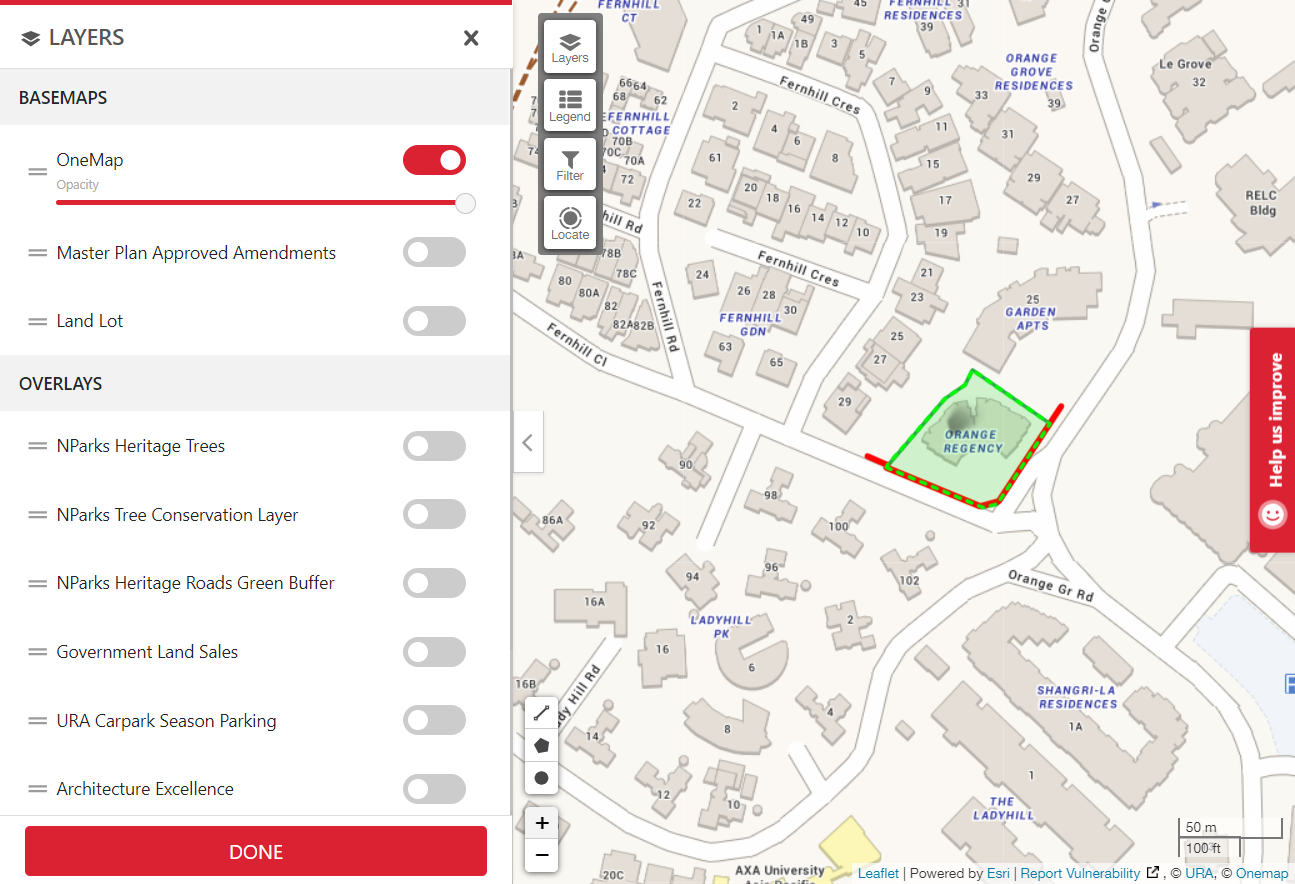 LAYERS
BASEMAPS
OneMap
Opacity
Master Plan Approved Amendments
Land Lot
OVERLAYS
NParks Heritage Trees
NParks Tree Conservation Layer
NParks Heritage Roads Green Buffer
Government Land Sales
URA Carpark Season Parking
Architecture Excellence
DONE
Layers
Legend
Filter
Locate
FERNHILL
CT
45
49
1
1A
1B
3
5
FERNHILL
31
RESIDENCES
39
Orange G
ORANGE
GROVE
RESIDENCES
39
33
Le Grove
32
7
9
Fernhill Cres
66
64
68
62
FERNHILL
COTTAGE
70B
70C
70A
72
2
4
6
8
61
11
31
15
29
27
RELC
Bldg
20
18
16
14
12
10
22
17
19
hill Rd
78B
78C
80
80A
82
82A
82B
Fernhill Cres
24
26
28
30
21
23
25
GARDEN
APTS
FERNHILL
GDN
Fernhill Rd
Fernhill Cl
63
65
25
27
29
ORANGE
REGENCY
90
98
86A
92
100
94
96
102
Orange Gr Rd
16A
LADYHILL
PK
2
16
6
16B
dy Hill Rd
14
8
4
SHANGRI-LA
RESIDENCES
1A
12
10
1
THE
LADYHILL
20C
AXA University
Asia Pacific
Help us improve
+
−
50 m
100 ft
Leaflet | Powered by Esri | Report Vulnerability , © URA, © Onemap